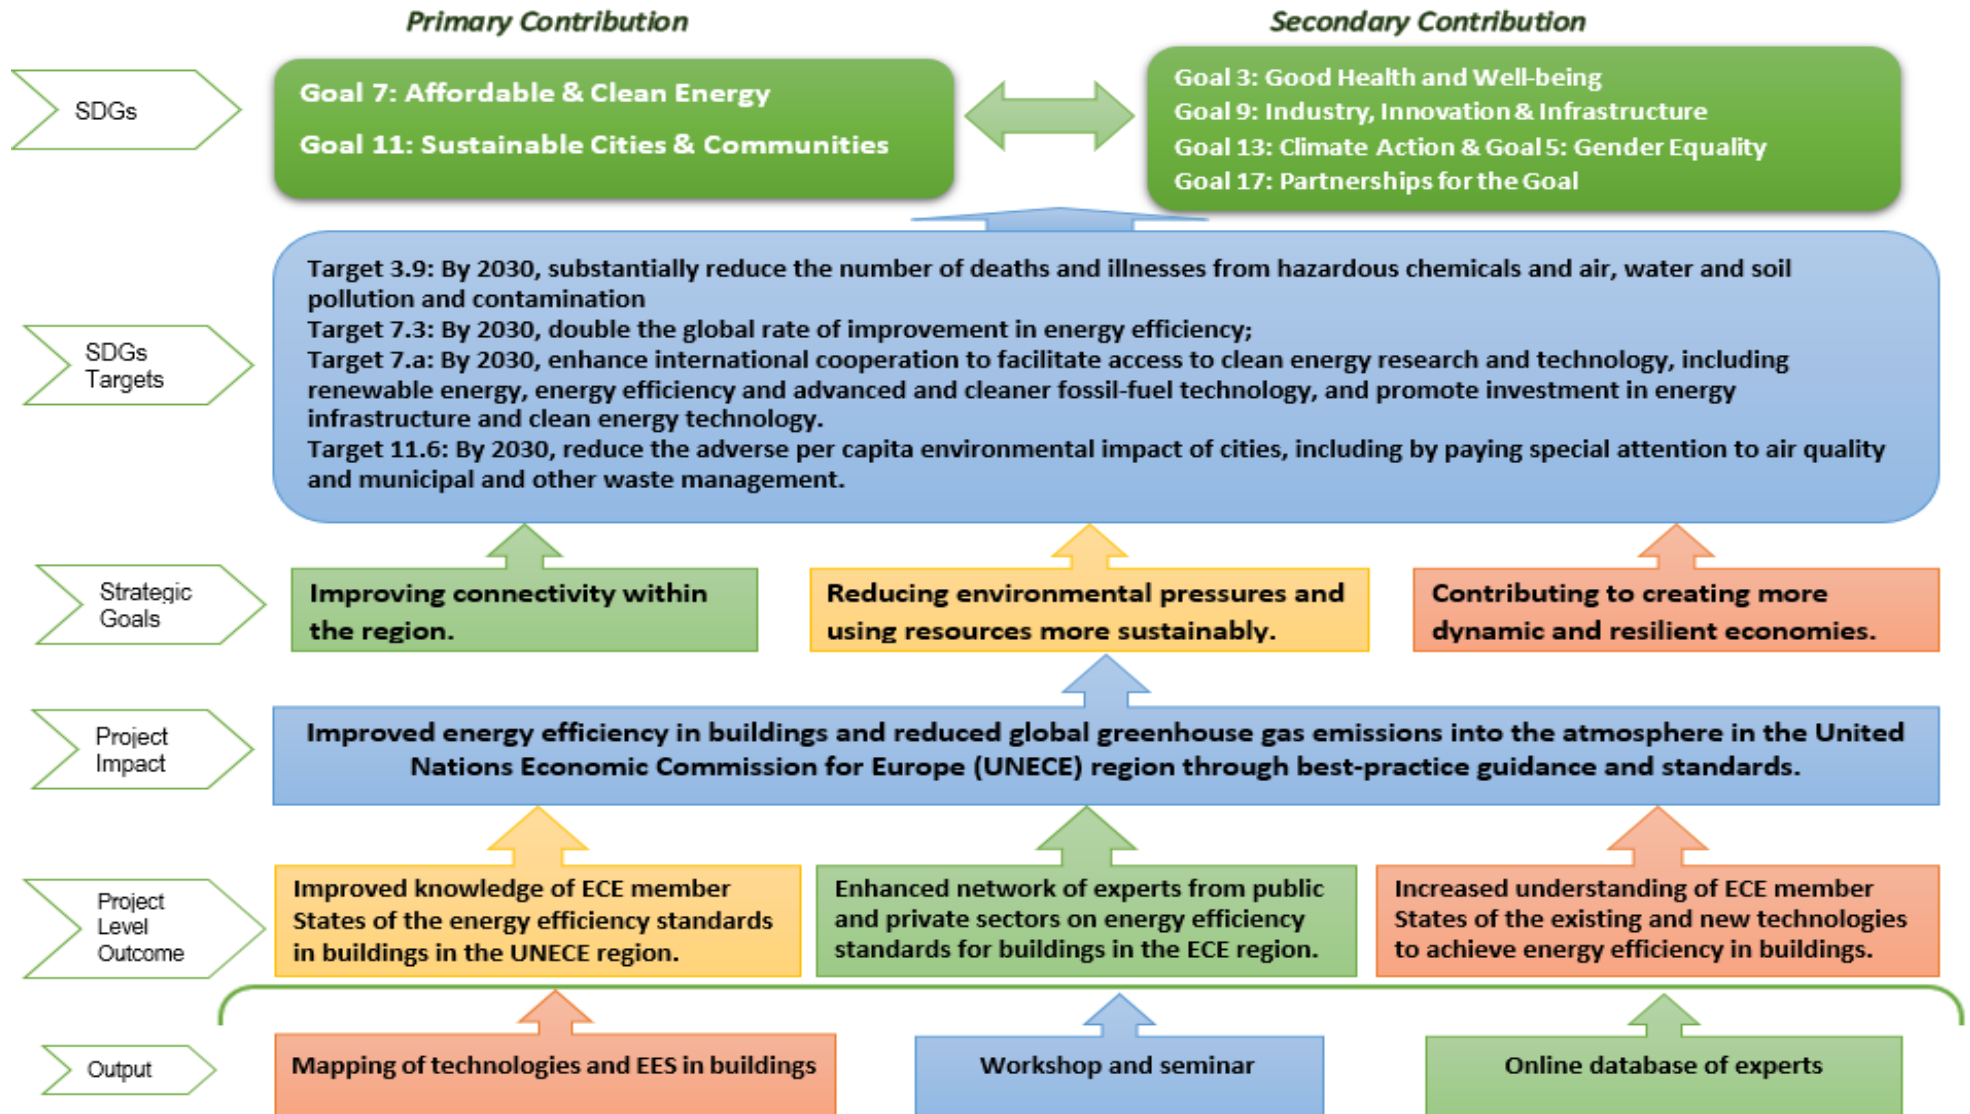 Primary Contribution
Secondary Contribution
SDGs
Goal 7: Affordable & Clean Energy
Goal 11: Sustainable Cities & Communities
Goal 3: Good Health and Well-being
Goal 9: Industry, Innovation & Infrastructure
Goal 13: Climate Action & Goal 5: Gender Equality
Goal 17: Partnerships for the Goal
SDGs
Targets
Target 3.9: By 2030, substantially reduce the number of deaths and illnesses from hazardous chemicals and air, water and soil
pollution and contamination
Target 7.3: By 2030, double the global rate of improvement in energy efficiency;
Target 7.a: By 2030, enhance international cooperation to facilitate access to clean energy research and technology, including
renewable energy, energy efficiency and advanced and cleaner fossil-fuel technology, and promote investment in energy
infrastructure and clean energy technology.
Target 11.6: By 2030, reduce the adverse per capita environmental impact of cities, including by paying special attention to air quality
and municipal and other waste management.
Strategic
Goals
Improving connectivity within
the region.
Reducing environmental pressures and
using resources more sustainably.
Contributing to creating more
dynamic and resilient economies.
Project
Impact
Improved energy efficiency in buildings and reduced global greenhouse gas emissions into the atmosphere in the United
Nations Economic Commission for Europe (UNECE) region through best-practice guidance and standards.
Project
Level
Outcome
Improved knowledge of ECE member
States of the energy efficiency standards
in buildings in the UNECE region.
Enhanced network of experts from public
and private sectors on energy efficiency
standards for buildings in the ECE region.
Increased understanding of ECE member
States of the existing and new technologies
to achieve energy efficiency in buildings.
Output
Mapping of technologies and EES in buildings
Workshop and seminar
Online database of experts